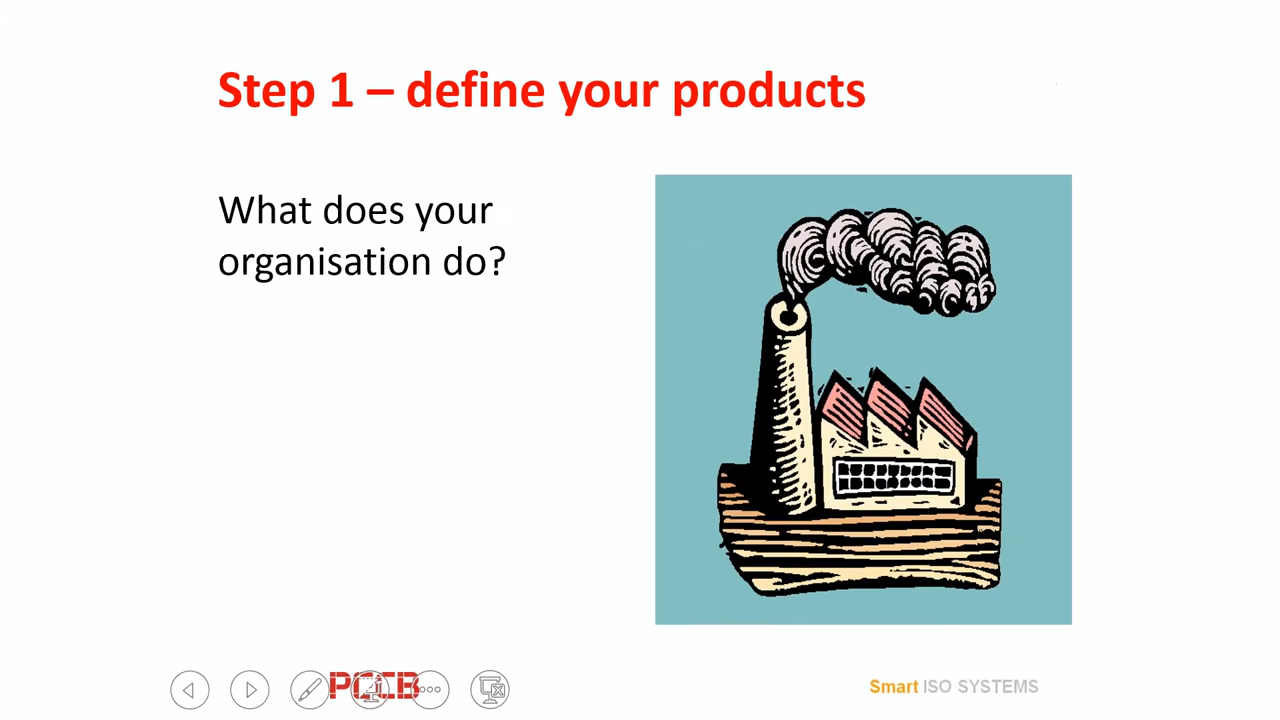 Step 1 – define your products
What does your
organisation do?
Smart ISO SYSTEMS